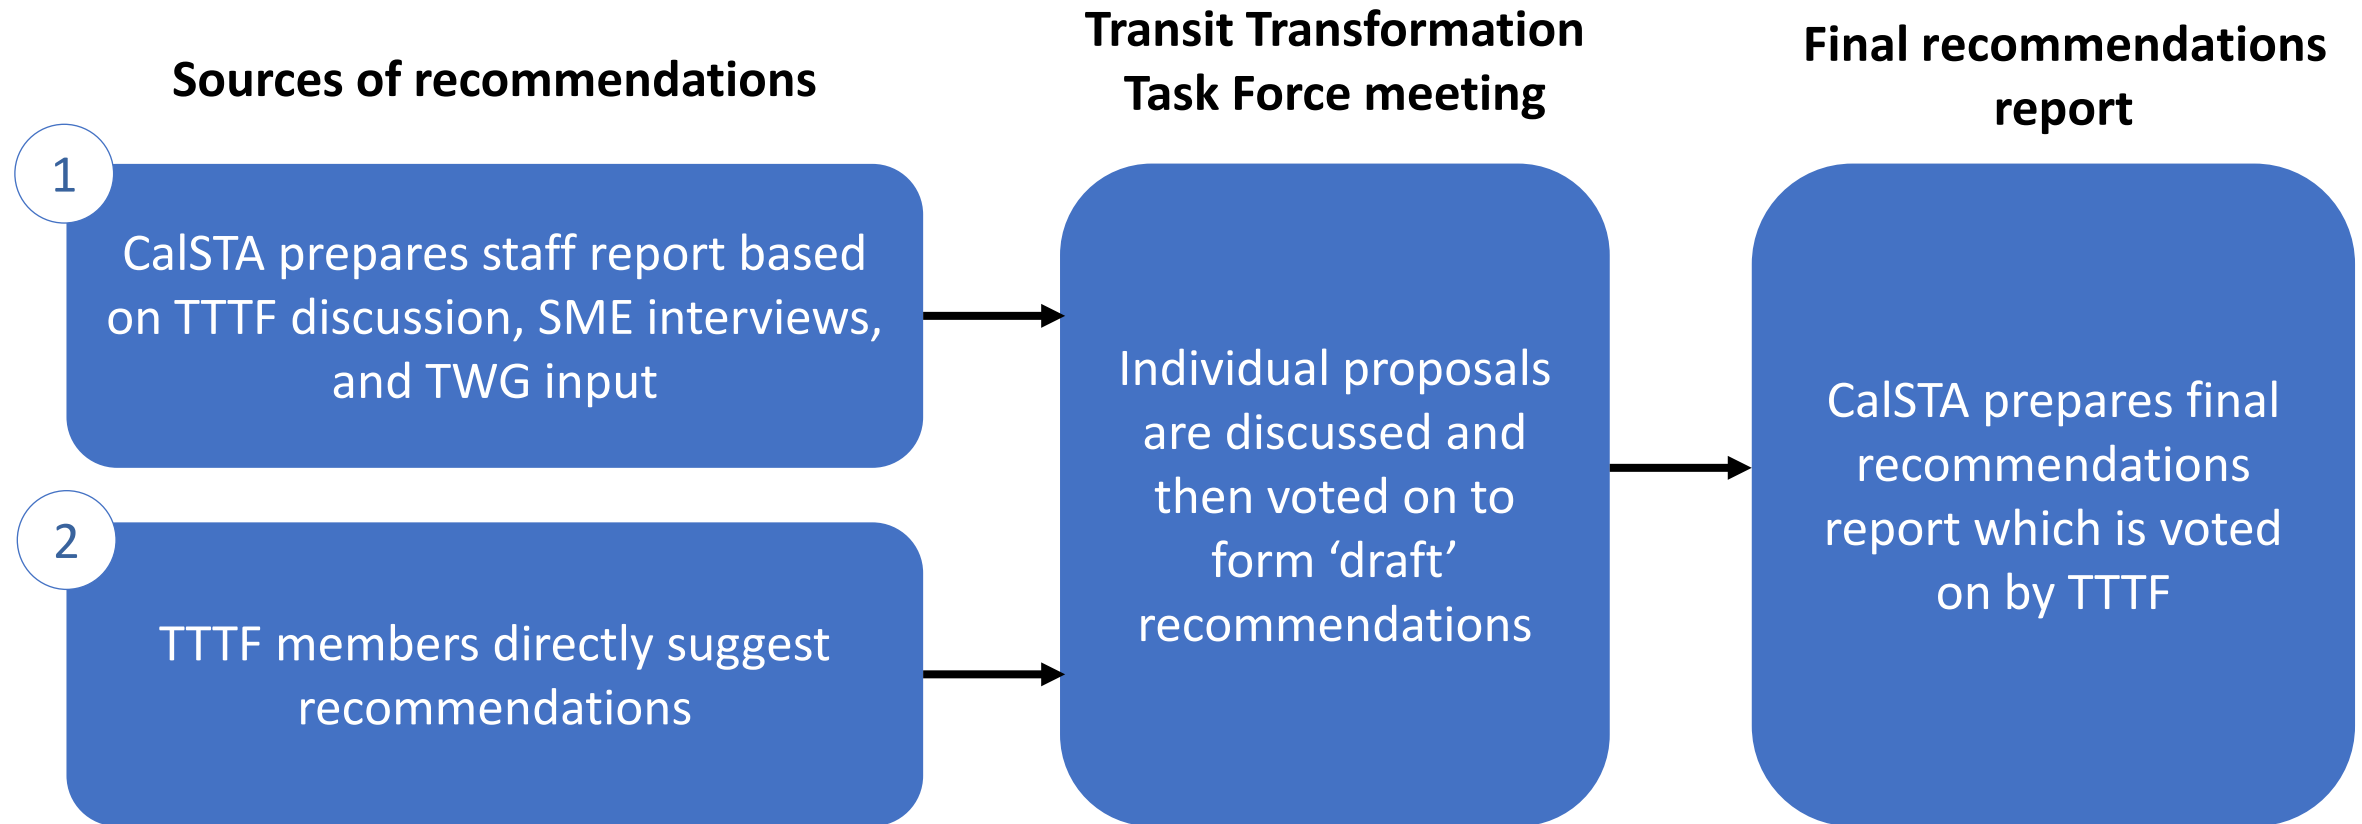 Sources of recommendations
1
CalSTA prepares staff report based
on TTTF discussion, SME interviews,
and TWG input
2
TTTF members directly suggest
recommendations
Transit Transformation
Task Force meeting
Individual proposals
are discussed and
then voted on to
form ‘draft’
recommendations
Final recommendations
report
CalSTA prepares final
recommendations
report which is voted
on by TTTF